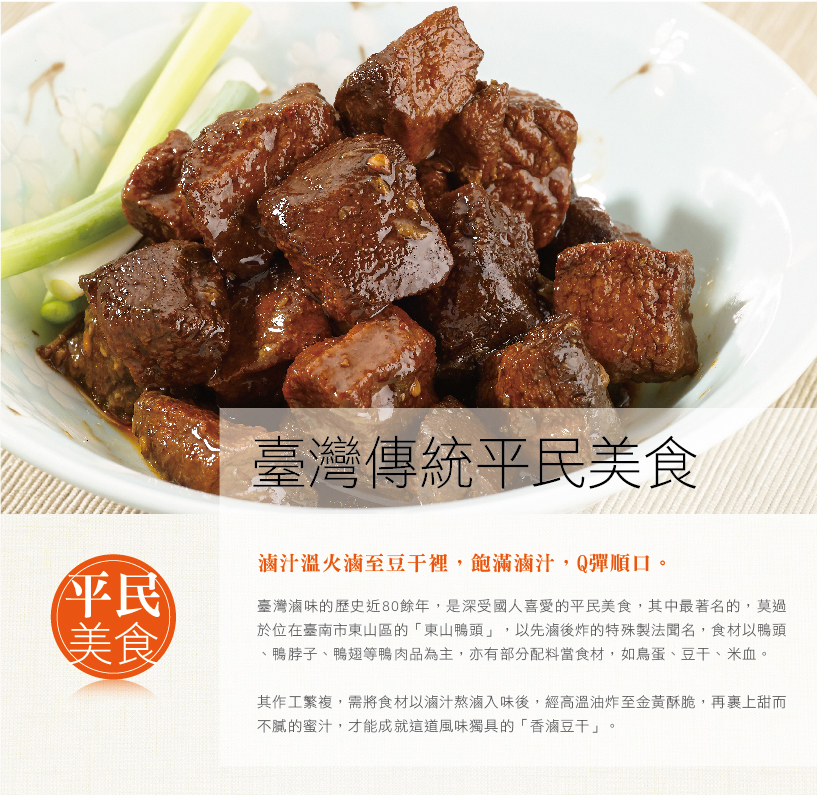 臺灣傳統平民美食
滷汁溫火滷至豆干裡，飽滿滷汁，Q彈順口。
平民
美食
臺灣滷味的歷史近80餘年，是深受國人喜愛的平民美食，其中最著名的，莫過
於位在臺南市東山區的「東山鴨頭」，以先滷後炸的特殊製法聞名，食材以鴨頭
、鴨脖子、鴨翅等鴨肉品為主，亦有部分配料當食材，如鳥蛋、豆干、米血。
其作工繁複，需將食材以滷汁熬滷入味後，經高溫油炸至金黃酥脆，再裹上甜而
不膩的蜜汁，才能成就這道風味獨具的「香滷豆干」。